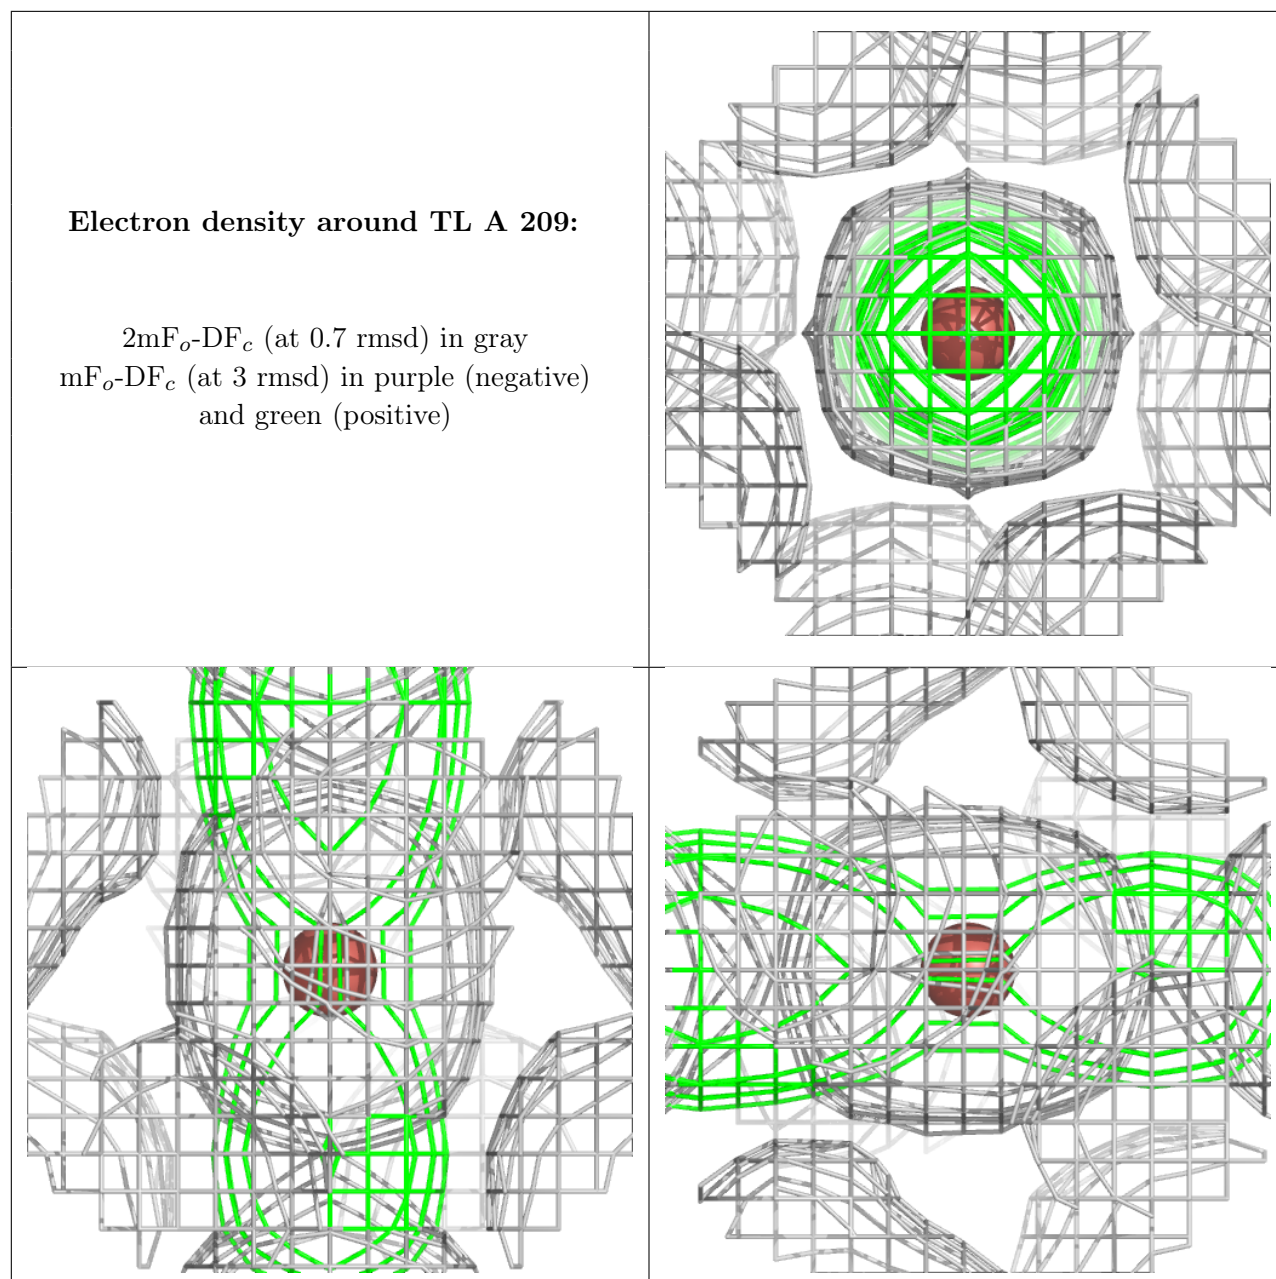 Electron density around TL A 209:
2mFo-DFc (at 0.7 rmsd) in gray
mFo-DFc (at 3 rmsd) in purple (negative)
and green (positive)